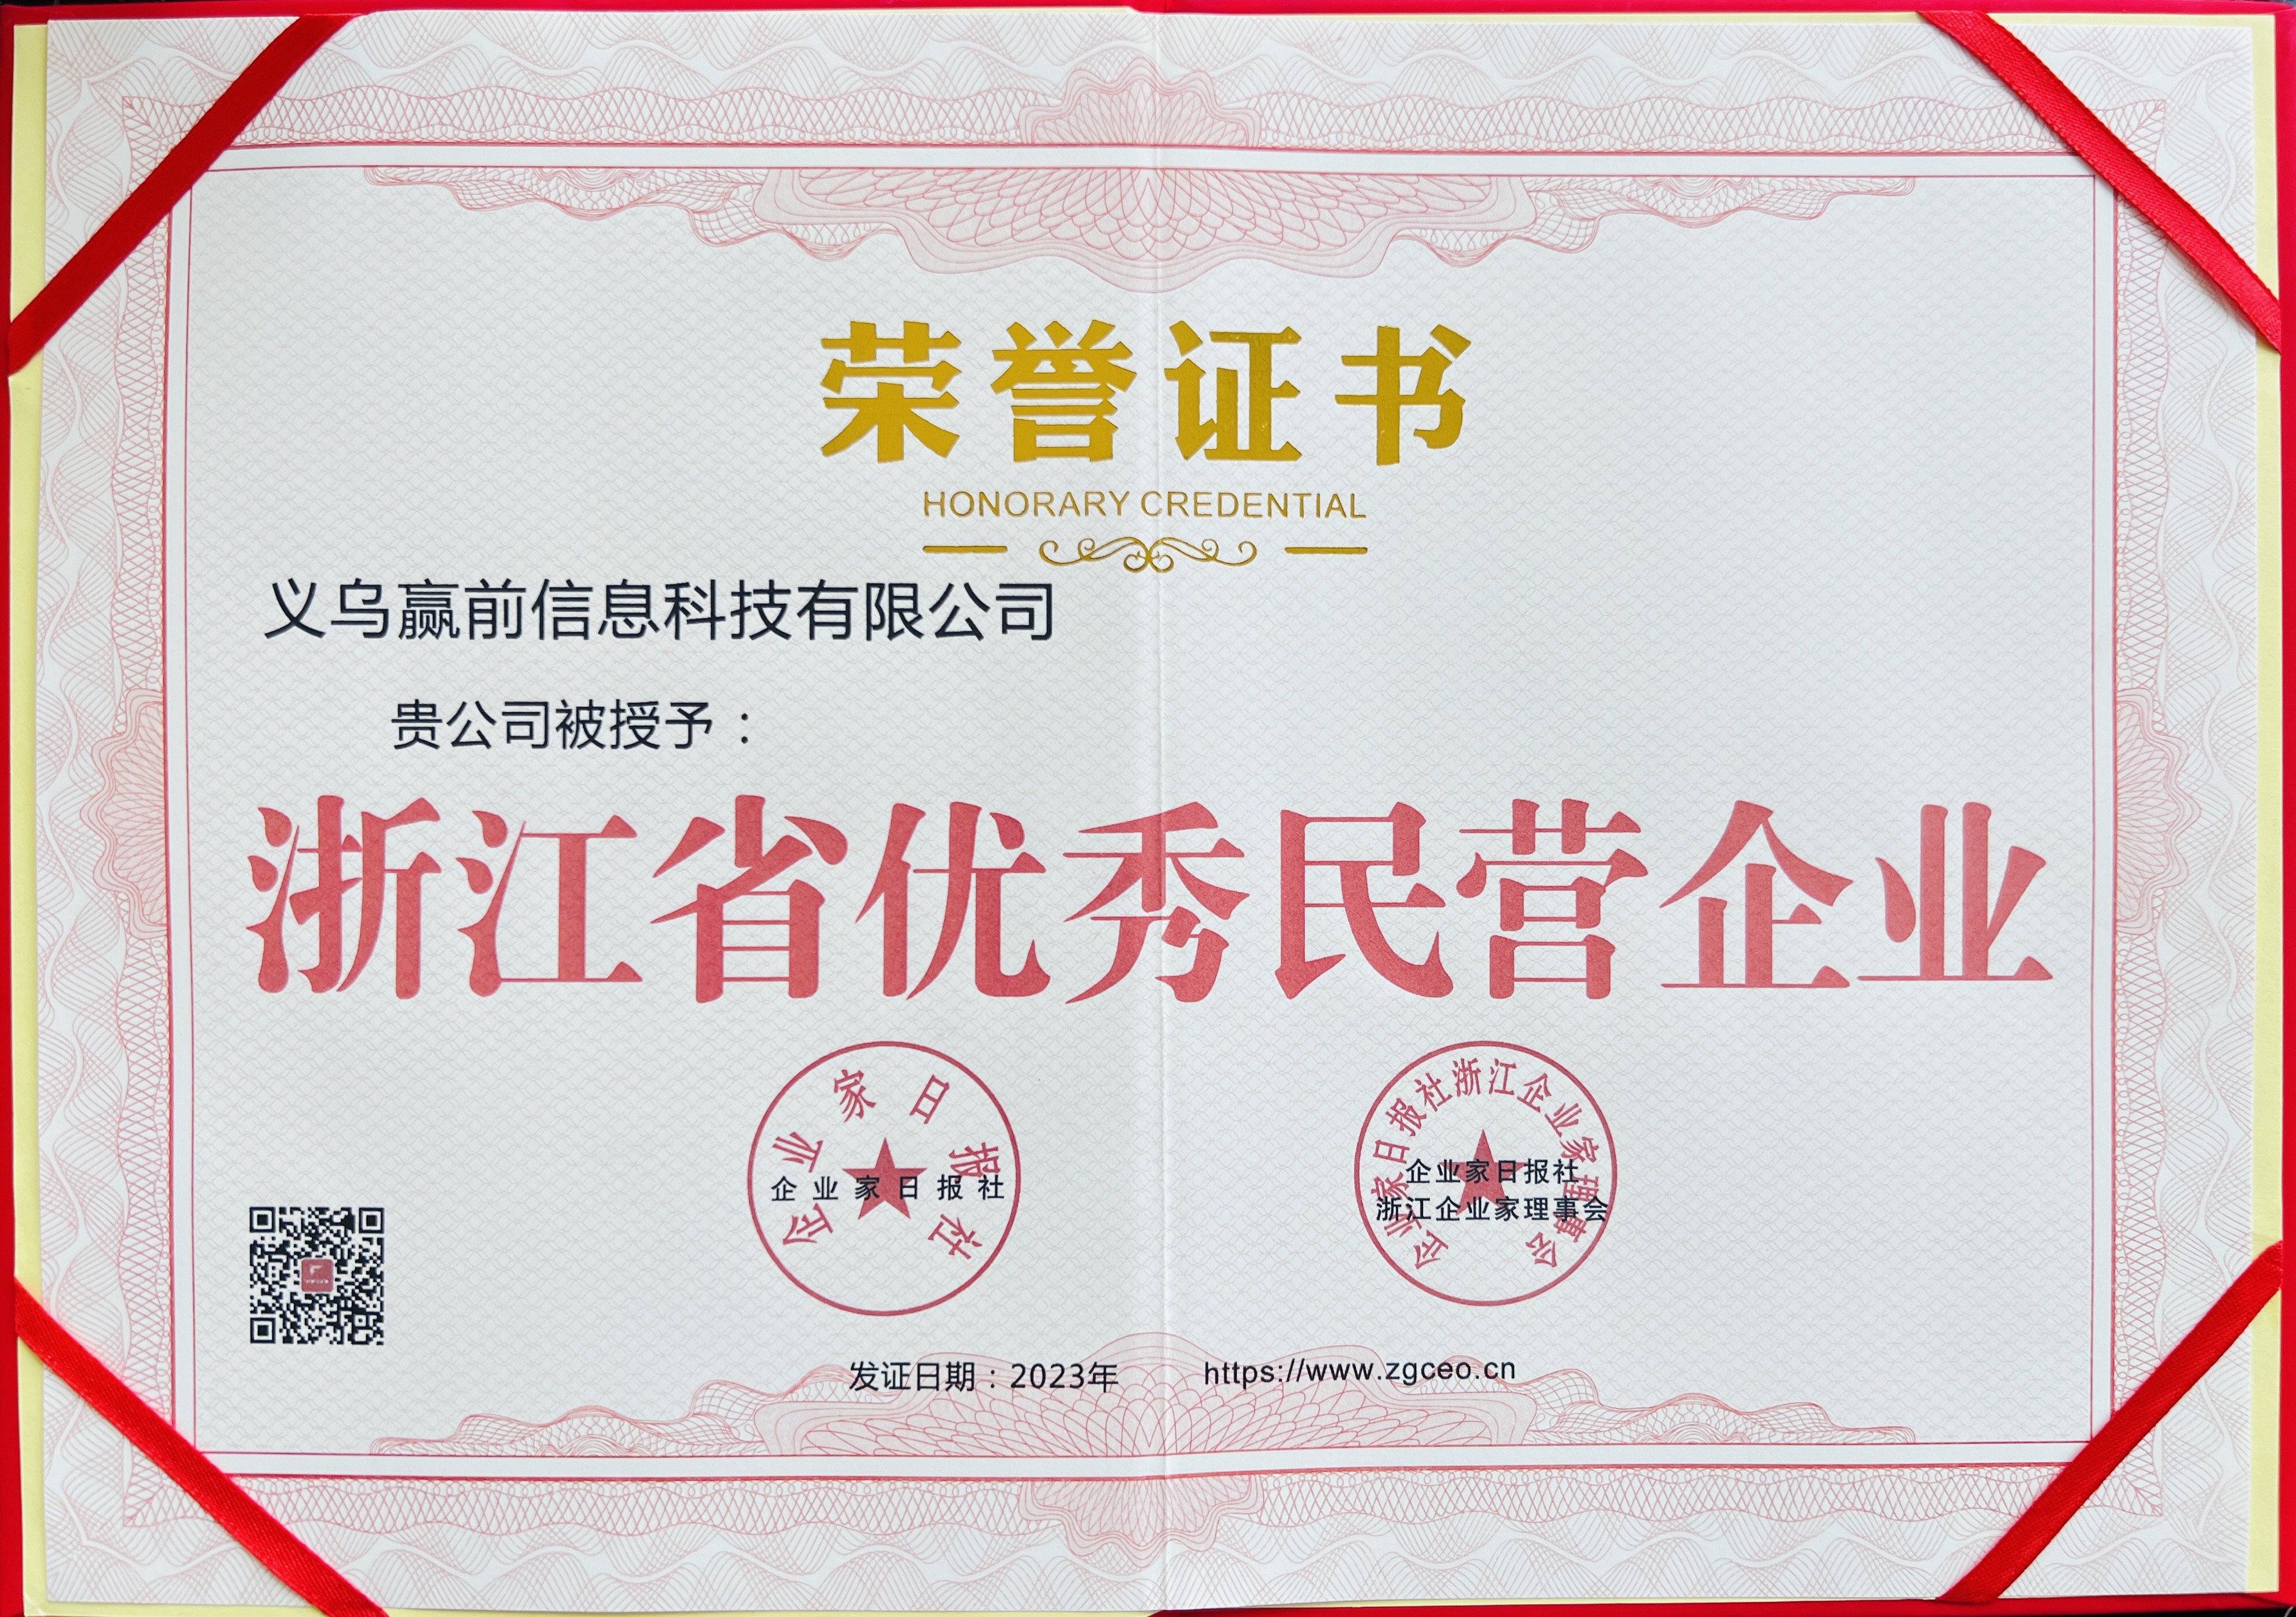 荣誉证书
HONORARY CREDENTIAL
义乌赢前信息科技有限公司
贵公司被授予：
浙江省优秀民营企业
企业家日报社
企业家日报社
企业家日报社浙江企业家理事会
企业家日报社
浙江企业家理事会
发证日期：2023年
https://www.zgceo.cn